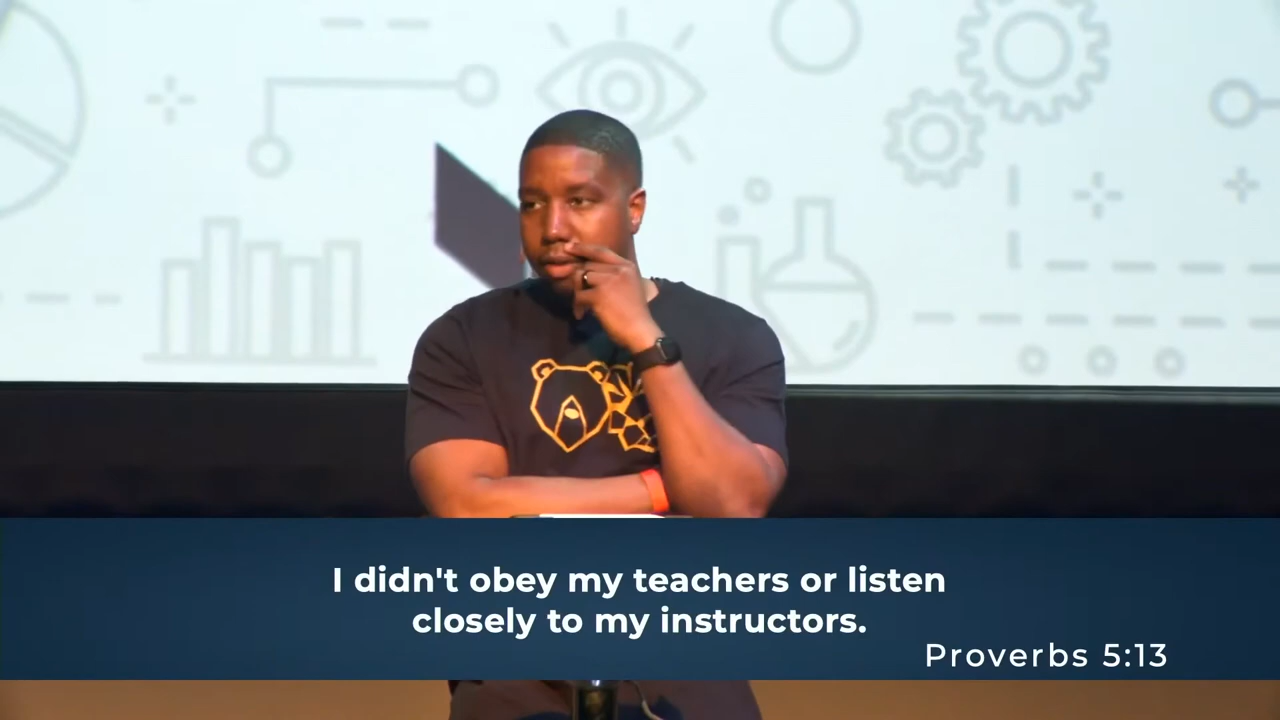 I didn't obey my teachers or listen
closely to my instructors.
Proverbs 5:13